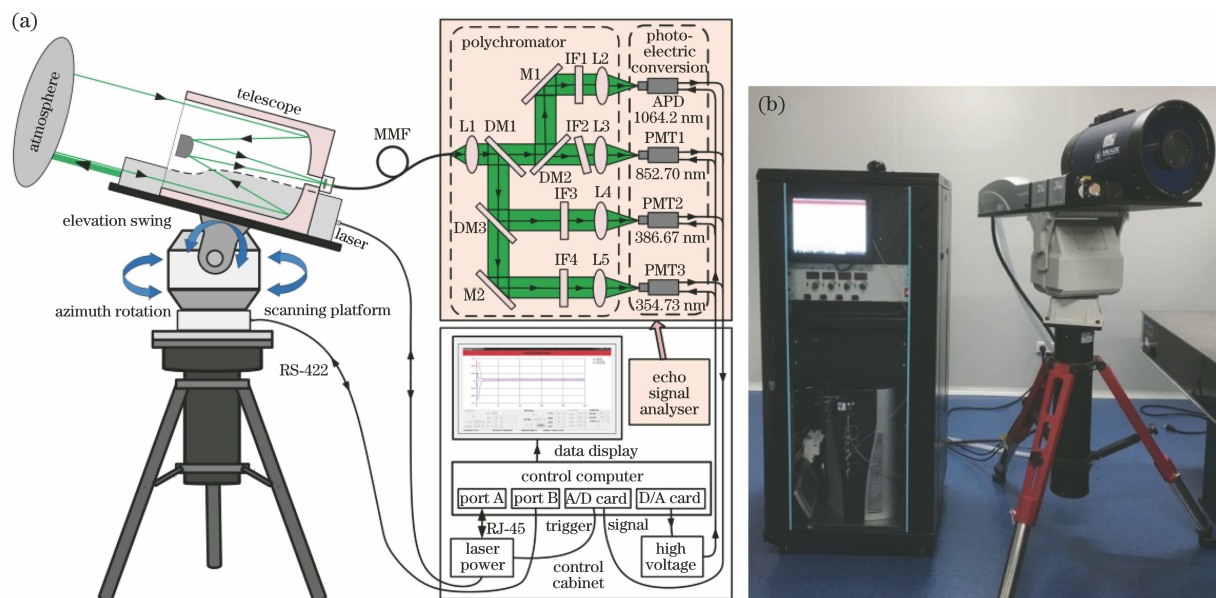 (a)
atmosphere
telescope
MMF
elevation swing
laser
azimuth rotation
scanning platform
RS-422
polychromator
photo-
electric
conversion
IF1
L2
M1
APD
1064.2 nm
L1
DM1
IF2
L3
DM2
PMT1
852.70 nm
IF3
L4
DM3
PMT2
386.67 nm
IF4
L5
M2
PMT3
354.73 nm
echo
signal
analyser
data display
control computer
port A
port B
A/D card
D/A card
RJ-45
trigger
signal
laser
power
control
cabinet
high
voltage
(b)
MEADE